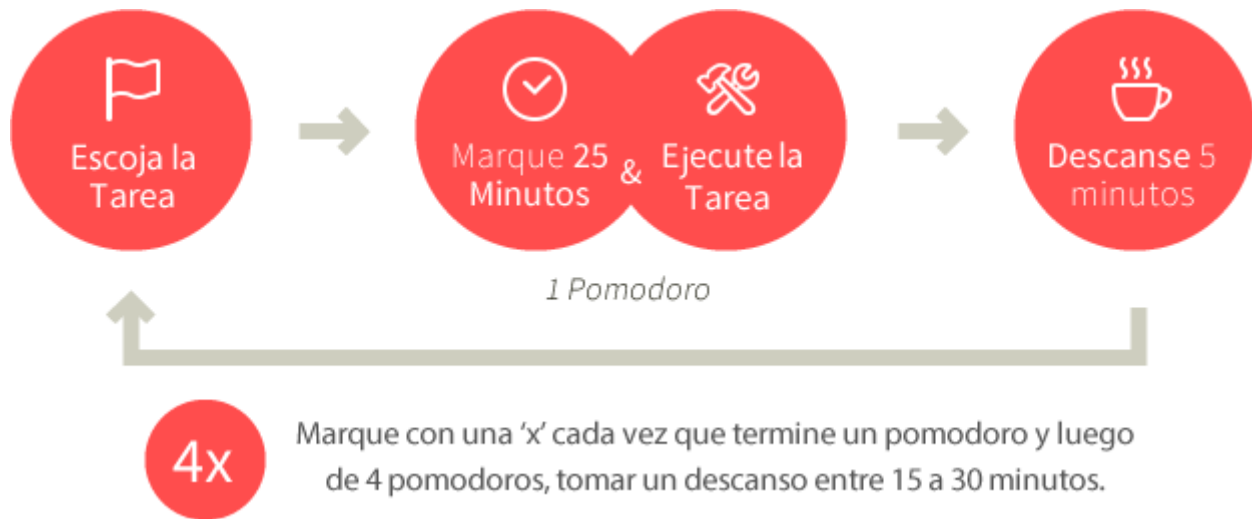 Escoja la
Tarea
Marque 25
Minutos
&
Ejecute la
Tarea
Descanse 5
minutos
1 Pomodoro
4x
Marque con una ‘x’ cada vez que termine un pomodoro y luego
de 4 pomodoros, tomar un descanso entre 15 a 30 minutos.